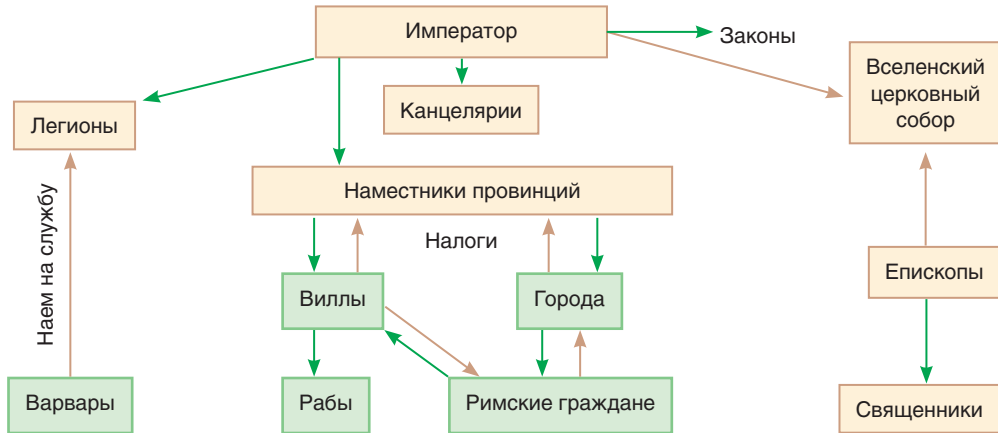 Император
Законы
Вселенский
церковный
собор
Легионы
Канцелярии
Наместники провинций
Наем на службу
Налоги
Виллы
Города
Епископы
Варвары
Рабы
Римские граждане
Священники